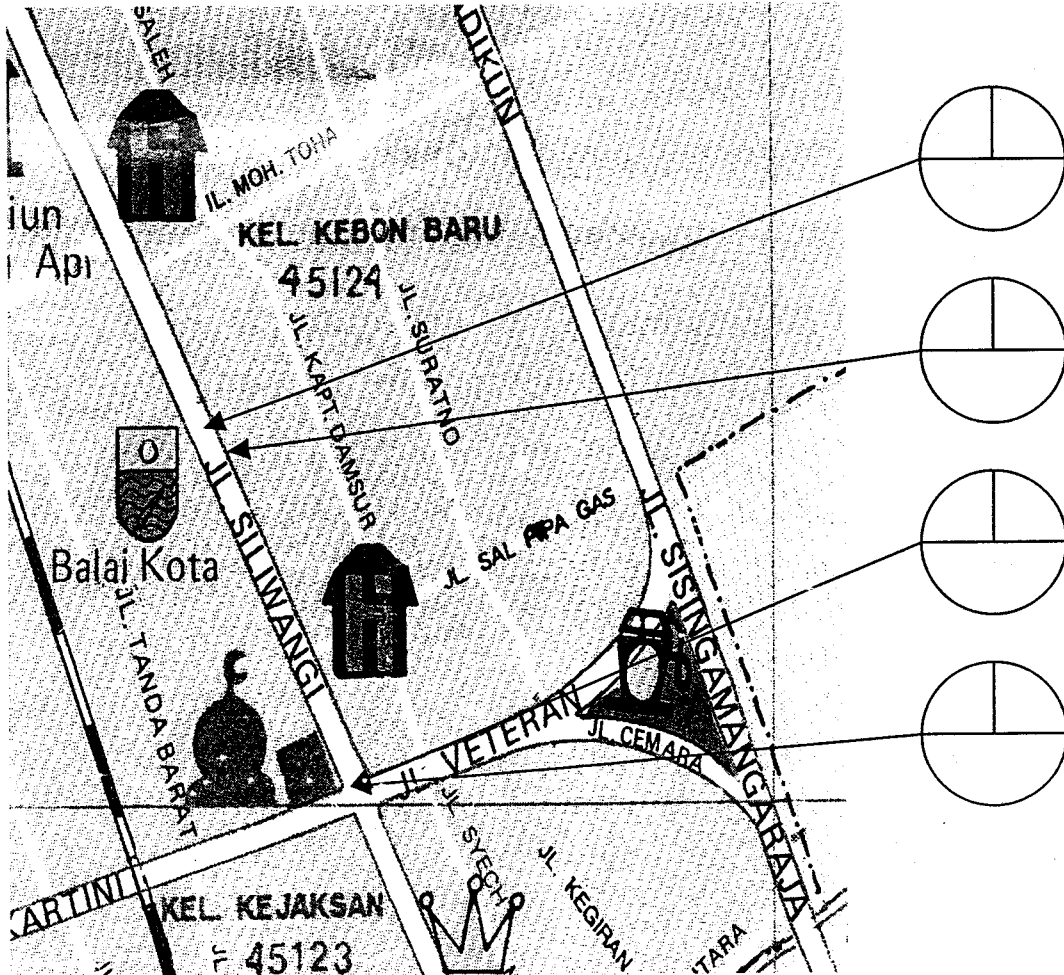 SALEH
DIKUN
JL. MOH. TOHA
iun
Api
KEL. KEBON BARU
45124
JL. SURATNO
JL. KAPT. DAMSUR
JL. SILIWANGI
Balai Kota
JL. TANDA BARAT
JL SAL PIPA GAS
JL. SISINGAMANGARAJA
JL. VETERAN
JL. CEMARA
JL. SYECH
JL. KEGIRAN
KARTINI
KEL. KEJAKSAN
45123
TARA